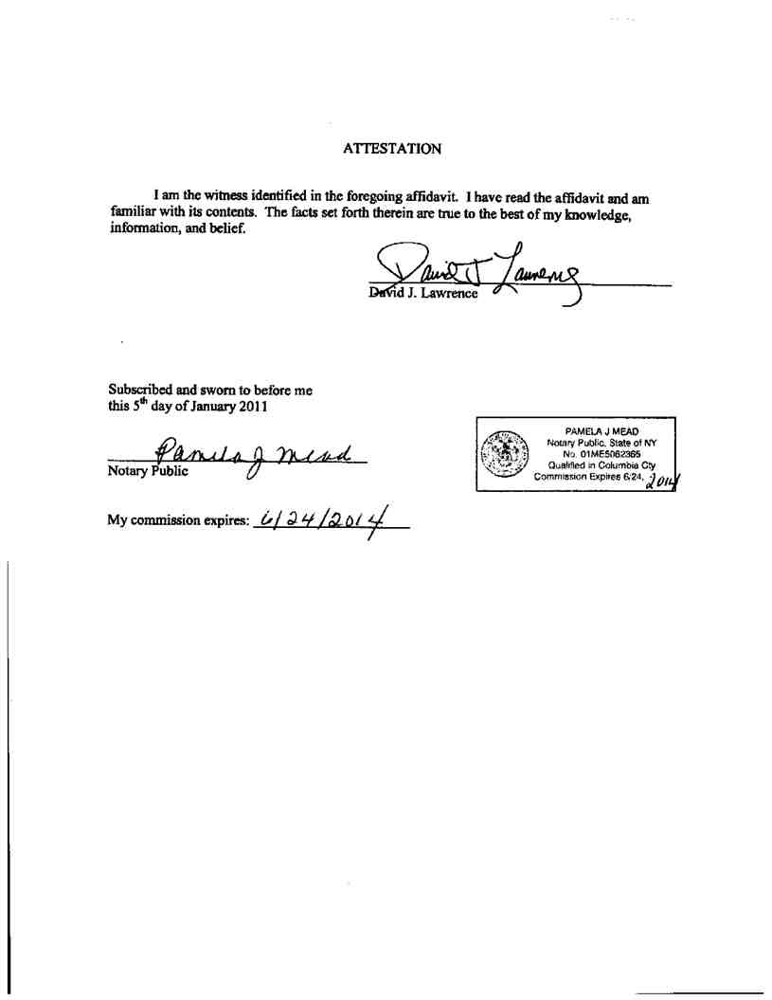 ATTESTATION
I am the witness identified in the foregoing affidavit. I have read the affidavit and am
familiar with its contents. The facts set forth therein are true to the best of my knowledge,
information, and belief.
David J Lawrence
David J. Lawrence
Subscribed and sworn to before me
this 5th day of January 2011
Pamela J Mead
Notary Public
PAMELA J MEAD
Notary Public, State of NY
No. 01ME5062365
Qualified in Columbia Cty
Commission Expires 6/24, 2014
My commission expires: 6/24/2014